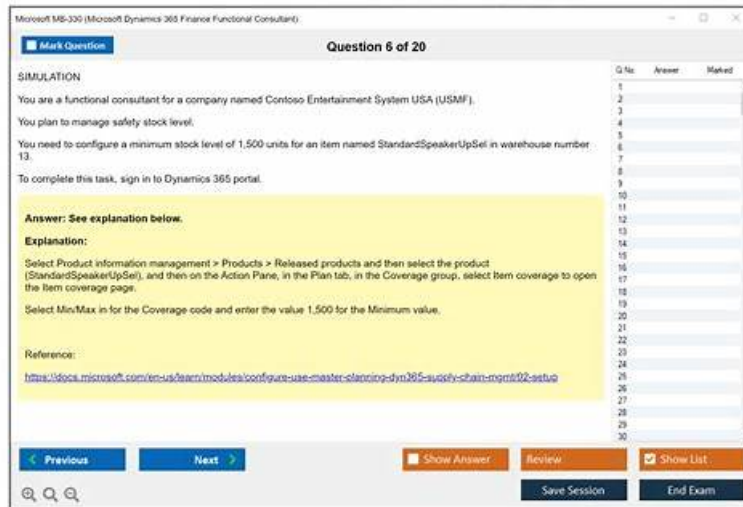 Microsoft MB-330 (Microsoft Dynamics 365 Finance Functional Consultant)
Mark Question
Question 6 of 20
Q.No Answer Marked
SIMULATION
You are a functional consultant for a company named Contoso Entertainment System USA (USMF).
You plan to manage safety stock level.
You need to configure a minimum stock level of 1,500 units for an item named StandardSpeakerUpSel in warehouse number
13.
To complete this task, sign in to Dynamics 365 portal.
Answer: See explanation below.
Explanation:
Select Product information management > Products > Released products and then select the product
(StandardSpeakerUpSel), and then on the Action Pane, in the Plan tab, in the Coverage group, select Item coverage to open
the Item coverage page.
Select Min/Max in for the Coverage code and enter the value 1,500 for the Minimum value.
Reference:
https://docs.microsoft.com/en-us/learn/modules/configure-use-master-planning-dyn365-supply-chain-mgmt/02-setup
1
2
3
4
5
6
7
8
9
10
11
12
13
14
15
16
17
18
19
20
21
22
23
24
25
26
27
28
29
30
Previous
Next
Show Answer
Review
Show List
Save Session
End Exam